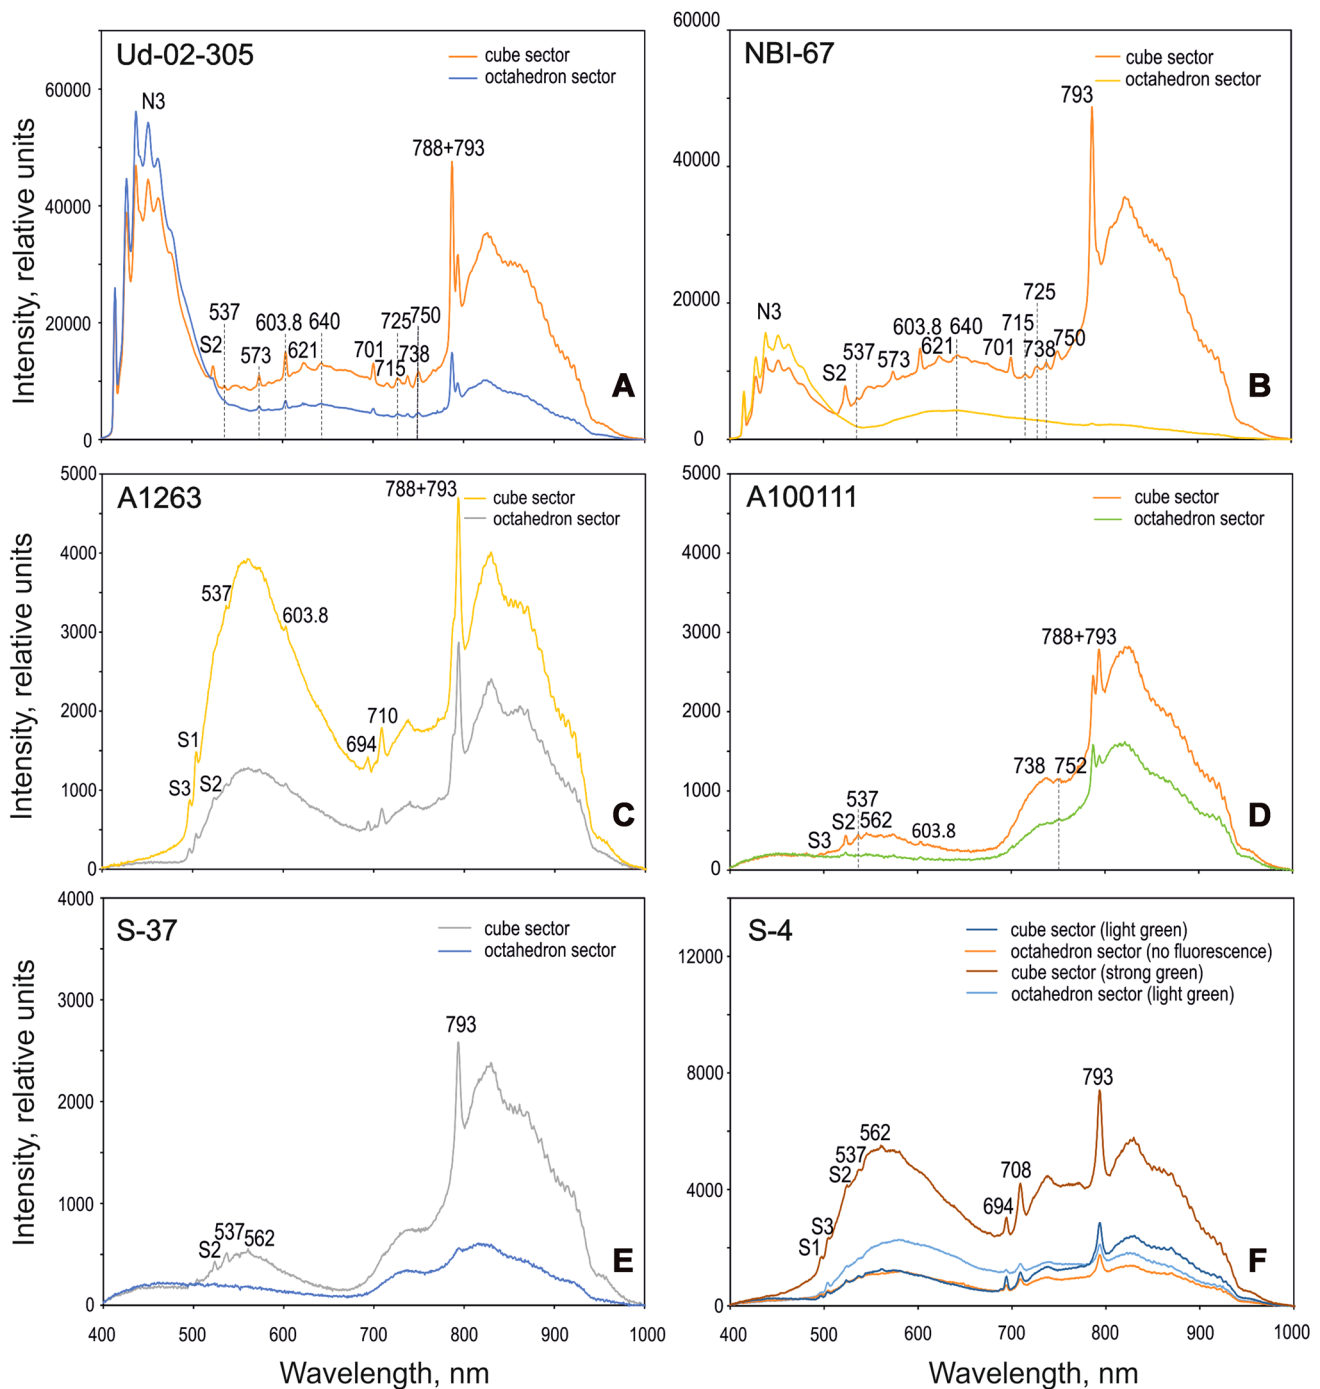 Ud-02-305
cube sector
octahedron sector
60000
40000
20000
0
N3
S2
537
573
603.8
621
640
701
715
725
738
750
788+793
A
Intensity, relative units
NBI-67
cube sector
octahedron sector
60000
40000
20000
0
N3
S2
537
573
603.8
621
640
701
715
725
738
750
793
B
A1263
cube sector
octahedron sector
5000
4000
3000
2000
1000
0
S3
S1
S2
537
603.8
694
710
788+793
C
Intensity, relative units
A100111
cube sector
octahedron sector
5000
4000
3000
2000
1000
0
S3
S2
537
562
603.8
738
752
788+793
D
S-37
cube sector
octahedron sector
4000
3000
2000
1000
0
S2
537
562
793
E
Intensity, relative units
400 500 600 700 800 900 1000
Wavelength, nm
S-4
cube sector (light green)
octahedron sector (no fluorescence)
cube sector (strong green)
octahedron sector (light green)
12000
8000
4000
0
S1
S3
S2
537
562
694
708
793
F
400 500 600 700 800 900 1000
Wavelength, nm